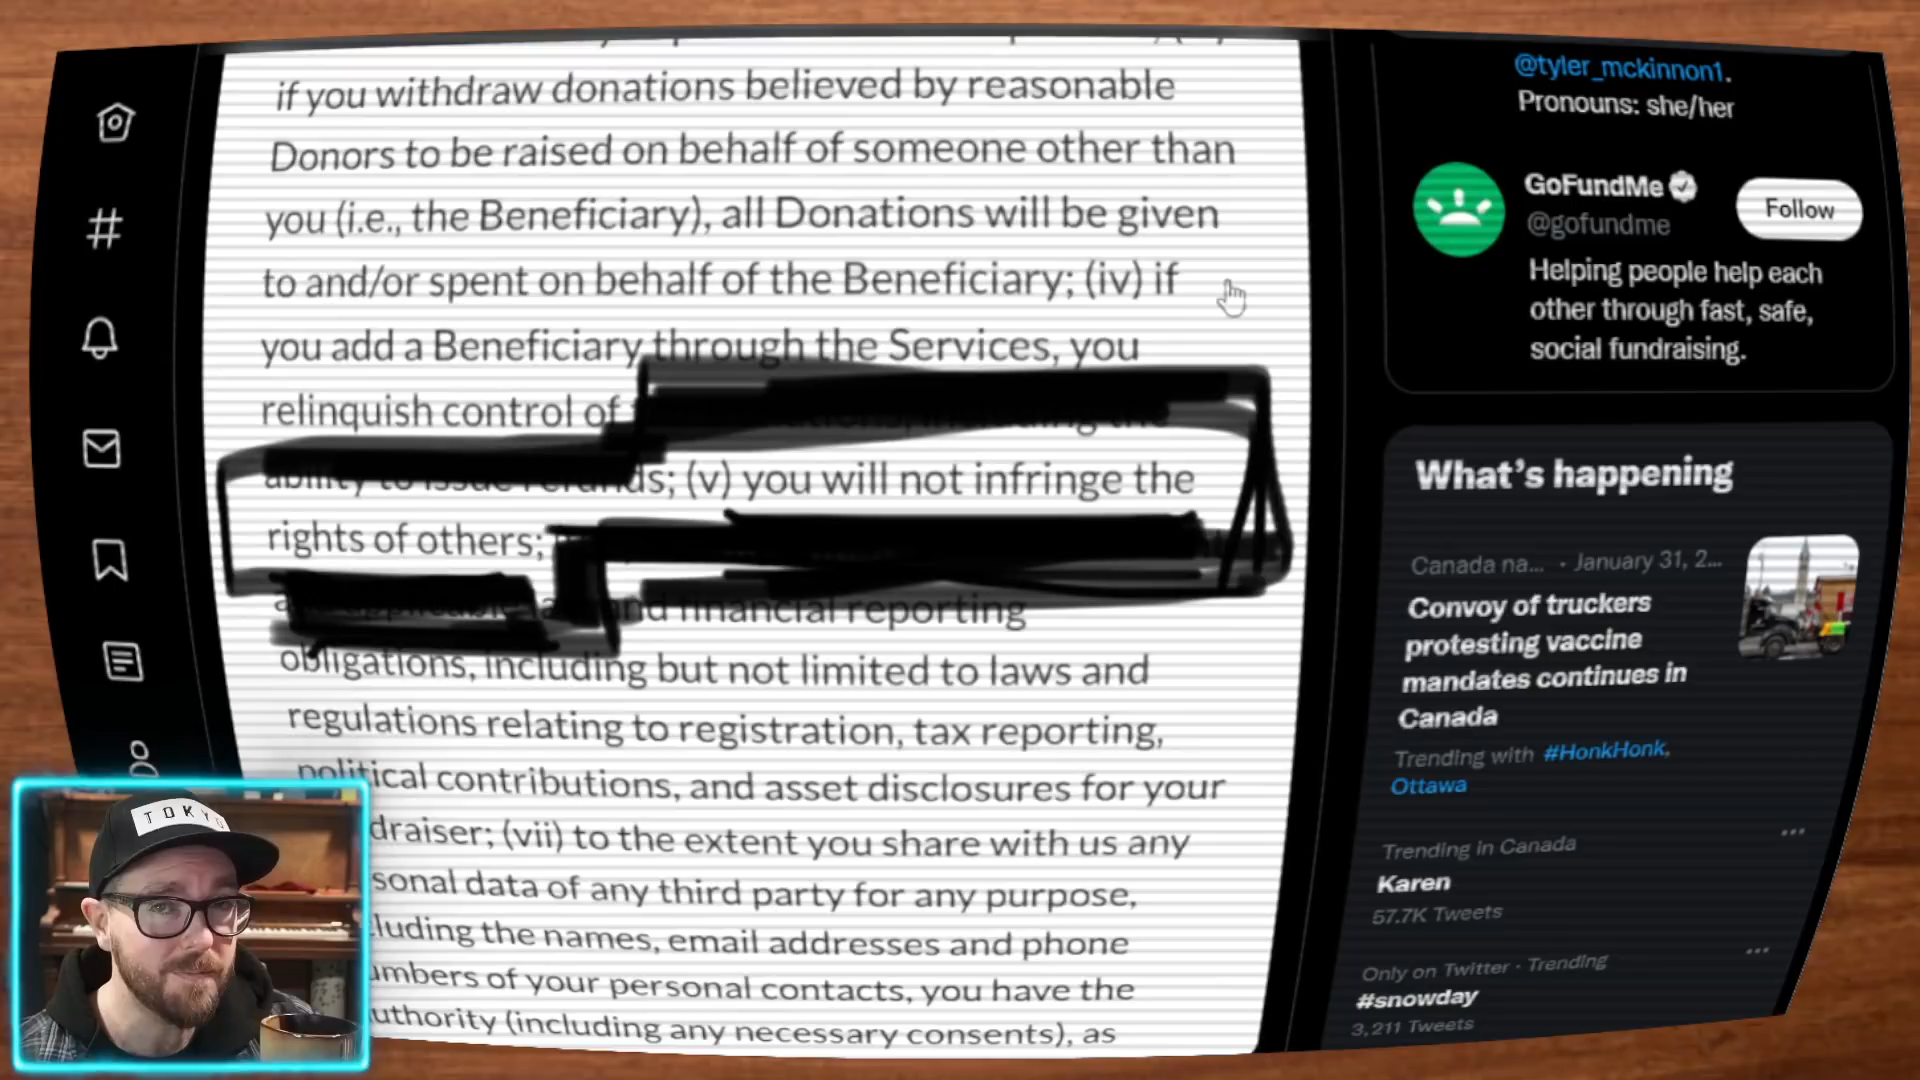 if you withdraw donations believed by reasonable
Donors to be raised on behalf of someone other than
you (i.e., the Beneficiary), all Donations will be given
to and/or spent on behalf of the Beneficiary; (iv) if
you add a Beneficiary through the Services, you
relinquish control of
ability to issue refunds; (v) you will not infringe the
rights of others;
and financial reporting
obligations, including but not limited to laws and
regulations relating to registration, tax reporting,
political contributions, and asset disclosures for your
draiser; (vii) to the extent you share with us any
sonal data of any third party for any purpose,
cluding the names, email addresses and phone
umbers of your personal contacts, you have the
uthority (including any necessary consents), as
@tyler_mckinnon1.
Pronouns: she/her
GoFundMe
@gofundme
Follow
Helping people help each
other through fast, safe,
social fundraising.
What's happening
Canada na... · January 31, 2...
Convoy of truckers
protesting vaccine
mandates continues in
Canada
Trending with #HonkHonk,
Ottawa
Trending in Canada
Karen
57.7K Tweets
Only on Twitter · Trending
#snowday
3,211 Tweets
TOKYO